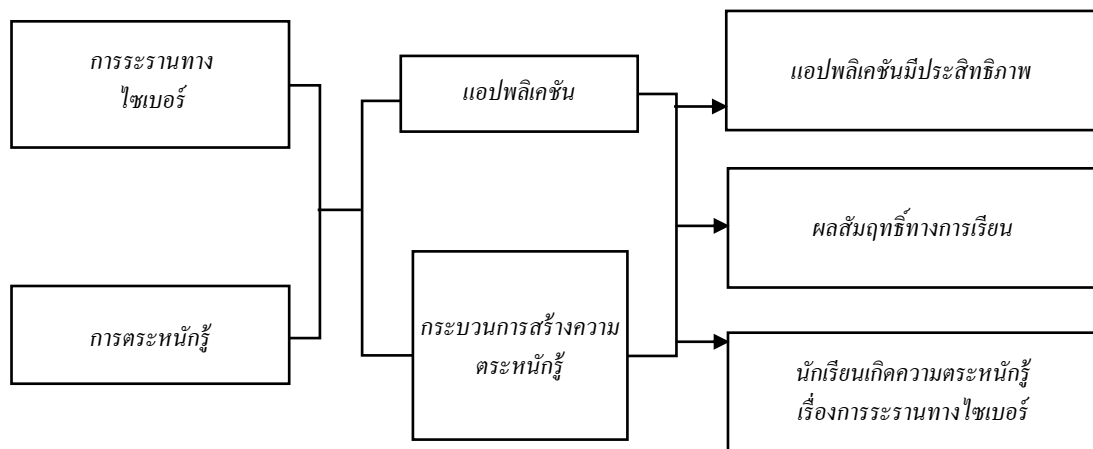 การระรานทาง
ไซเบอร์
การตระหนักรู้
แอปพลิเคชัน
กระบวนการสร้างความ
ตระหนักรู้
แอปพลิเคชันมีประสิทธิภาพ
ผลสัมฤทธิ์ทางการเรียน
นักเรียนเกิดความตระหนักรู้
เรื่องการระรานทางไซเบอร์